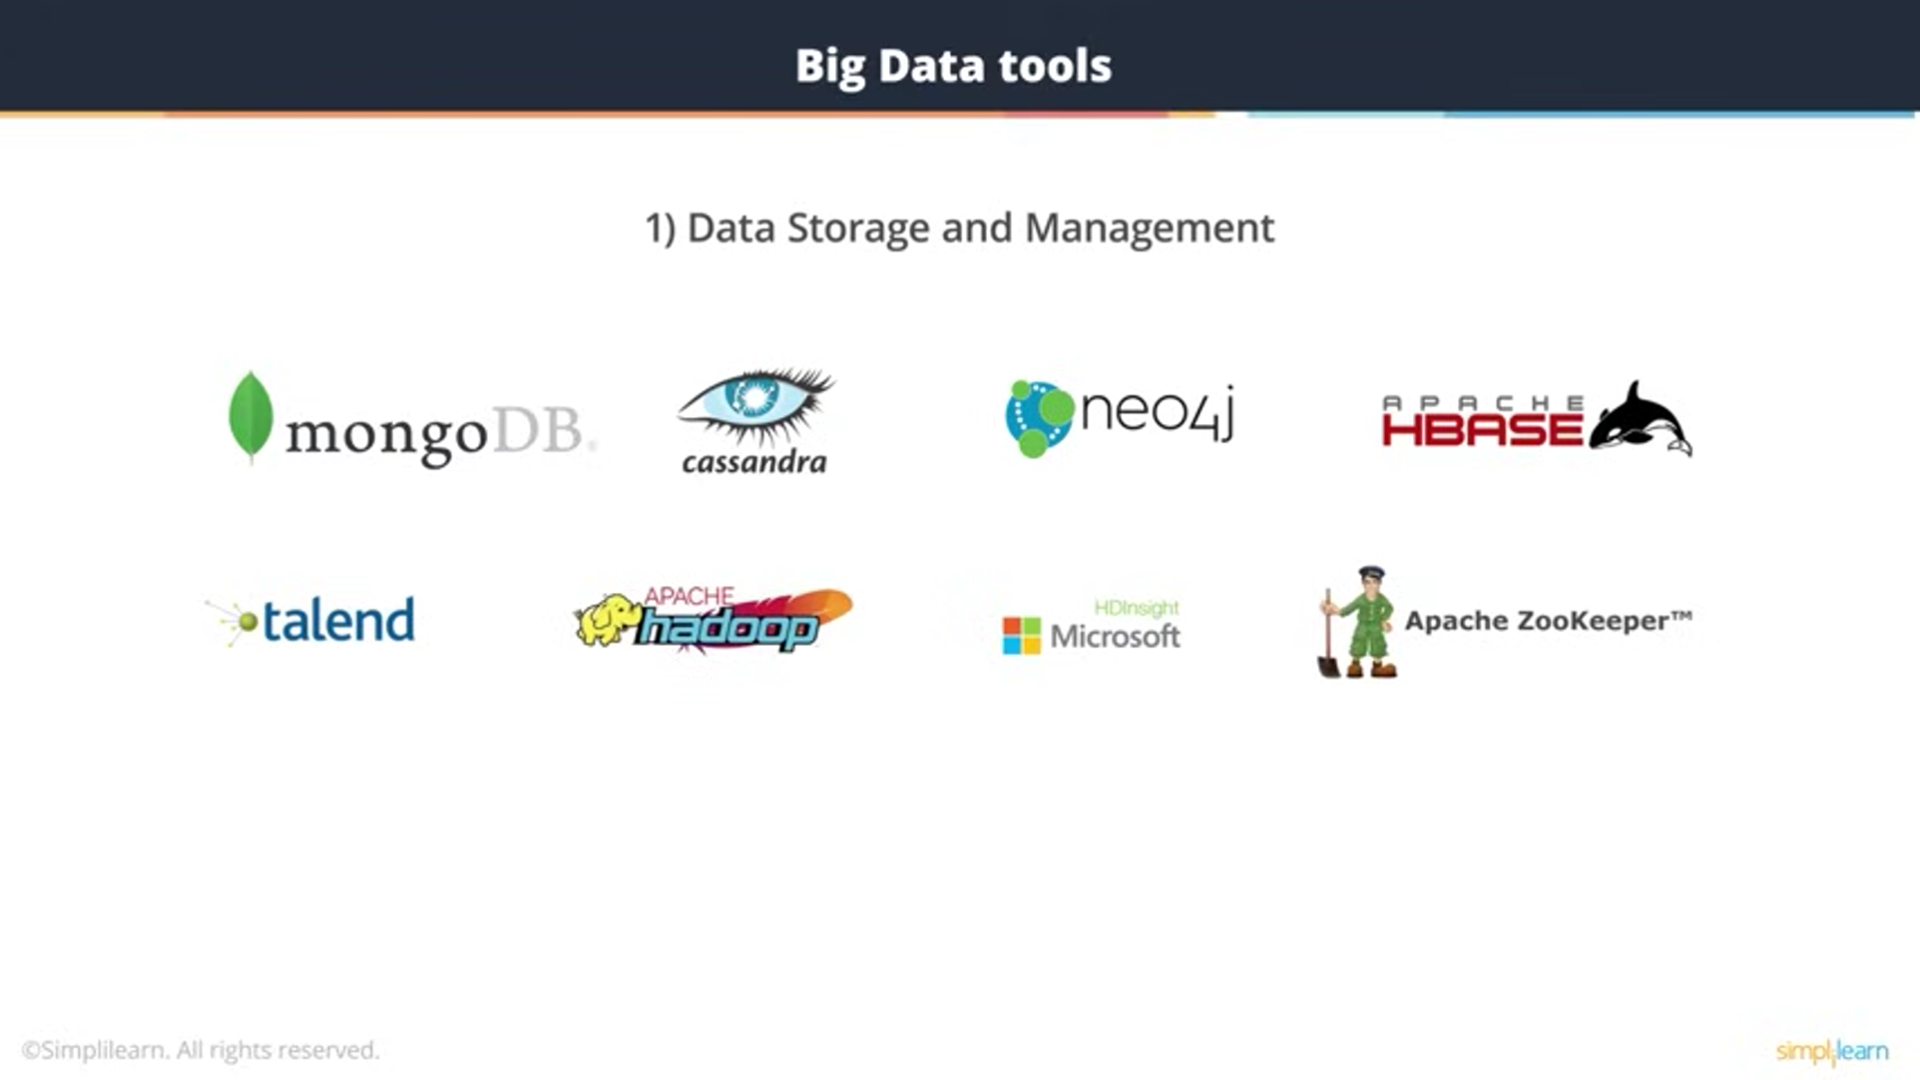 Big Data tools
1) Data Storage and Management
mongoDB®
cassandra
neo4j
APACHE
HBASE
talend
APACHE
hadoop
HDInsight
Microsoft
Apache ZooKeeper™
©Simplilearn. All rights reserved.
simplilearn